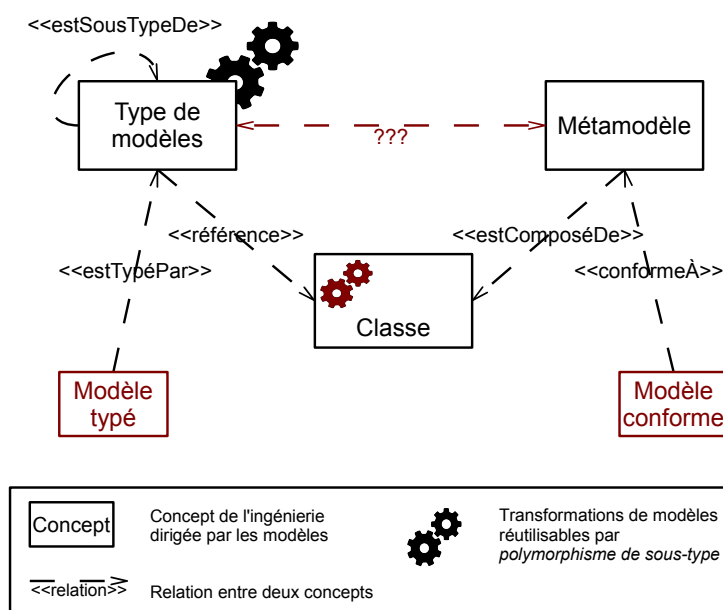 <<estSousTypeDe>>
Type de
modèles
???
Métamodèle
<<référence>>
<<estComposéDe>>
<<estTypéPar>>
<<conformeÀ>>
Classe
Modèle
typé
Modèle
conforme
Concept
Concept de l'ingénierie
dirigée par les modèles
Transformations de modèles
réutilisables par
polymorphisme de sous-type
<<relation>>
Relation entre deux concepts